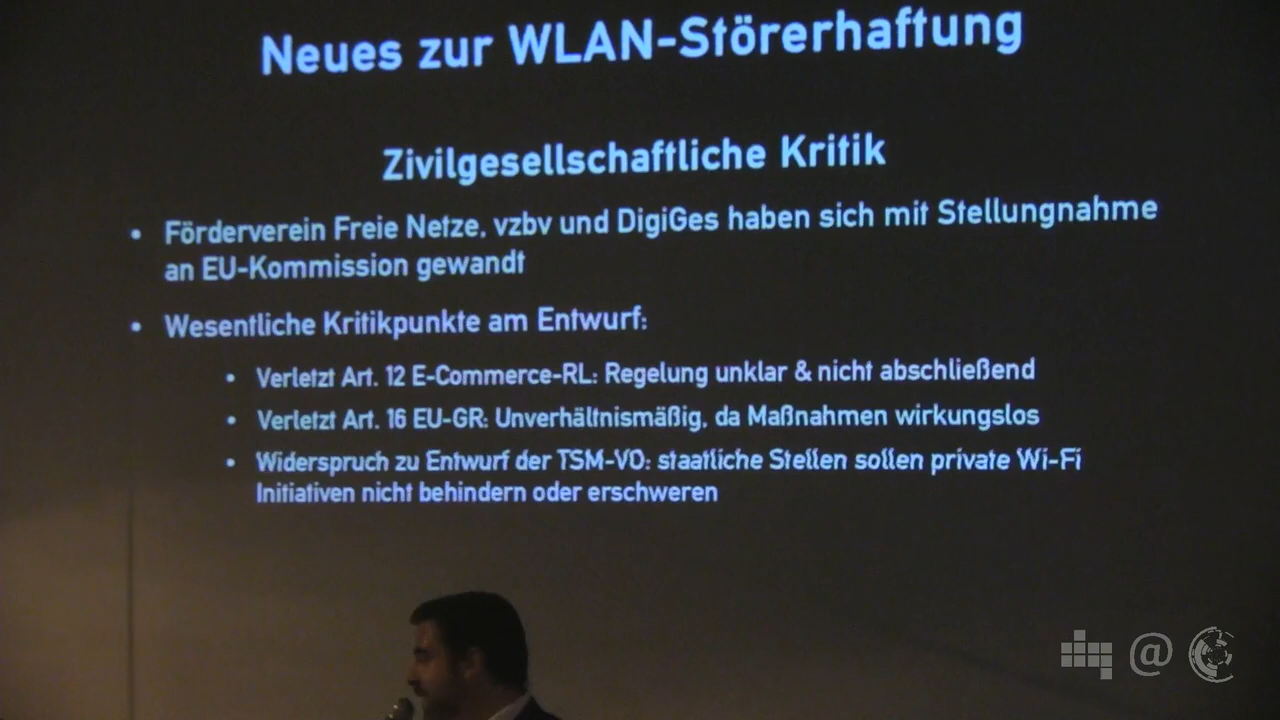 Neues zur WLAN-Störerhaftung
Zivilgesellschaftliche Kritik
• Förderverein Freie Netze, vzbv und DigiGes haben sich mit Stellungnahme
an EU-Kommission gewandt
• Wesentliche Kritikpunkte am Entwurf:
• Verletzt Art. 12 E-Commerce-RL: Regelung unklar & nicht abschließend
• Verletzt Art. 16 EU-GR: Unverhältnismäßig, da Maßnahmen wirkungslos
• Widerspruch zu Entwurf der TSM-VO: staatliche Stellen sollen private Wi-Fi
Initiativen nicht behindern oder erschweren
@